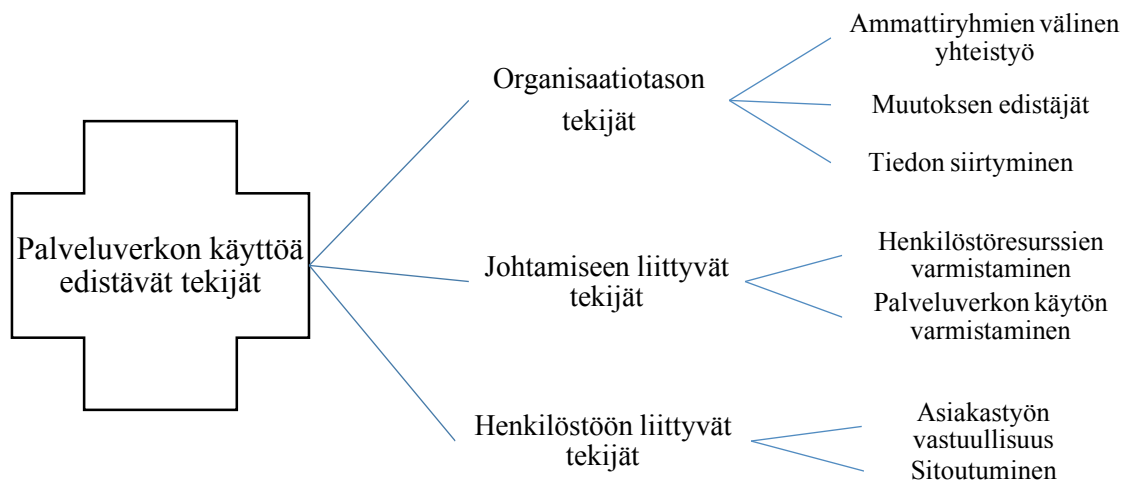 Palveluverkon käyttöä
edistävät tekijät
Organisaatiotason
tekijät
Ammattiryhmien välinen
yhteistyö
Muutoksen edistäjät
Tiedon siirtyminen
Johtamiseen liittyvät
tekijät
Henkilöstöresurssien
varmistaminen
Palveluverkon käytön
varmistaminen
Henkilöstöön liittyvät
tekijät
Asiakastyön
vastuullisuus
Sitoutuminen